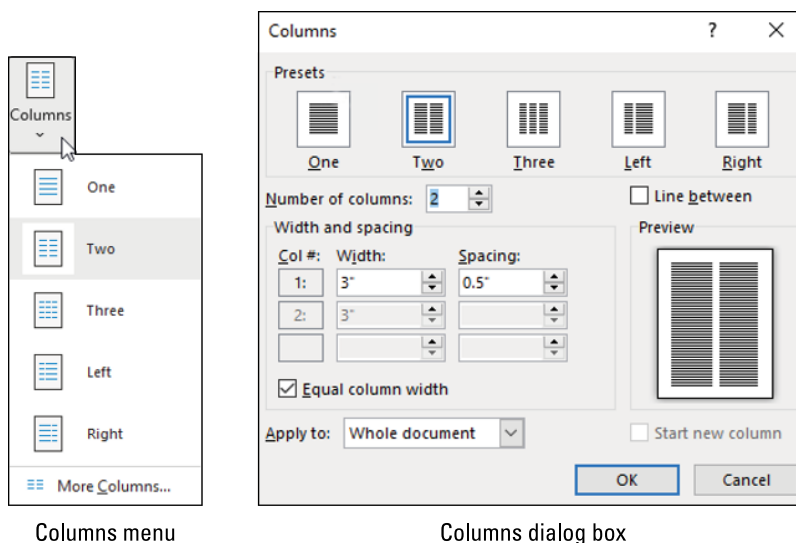 Columns
One
Two
Three
Left
Right
More Columns...
Columns menu
Columns ? ×
Presets
One Two Three Left Right
Number of columns: 2 Line between
Width and spacing Preview
Col #: Width: Spacing:
1: 3" 0.5"
2: 3"
Equal column width
Apply to: Whole document Start new column
OK Cancel
Columns dialog box